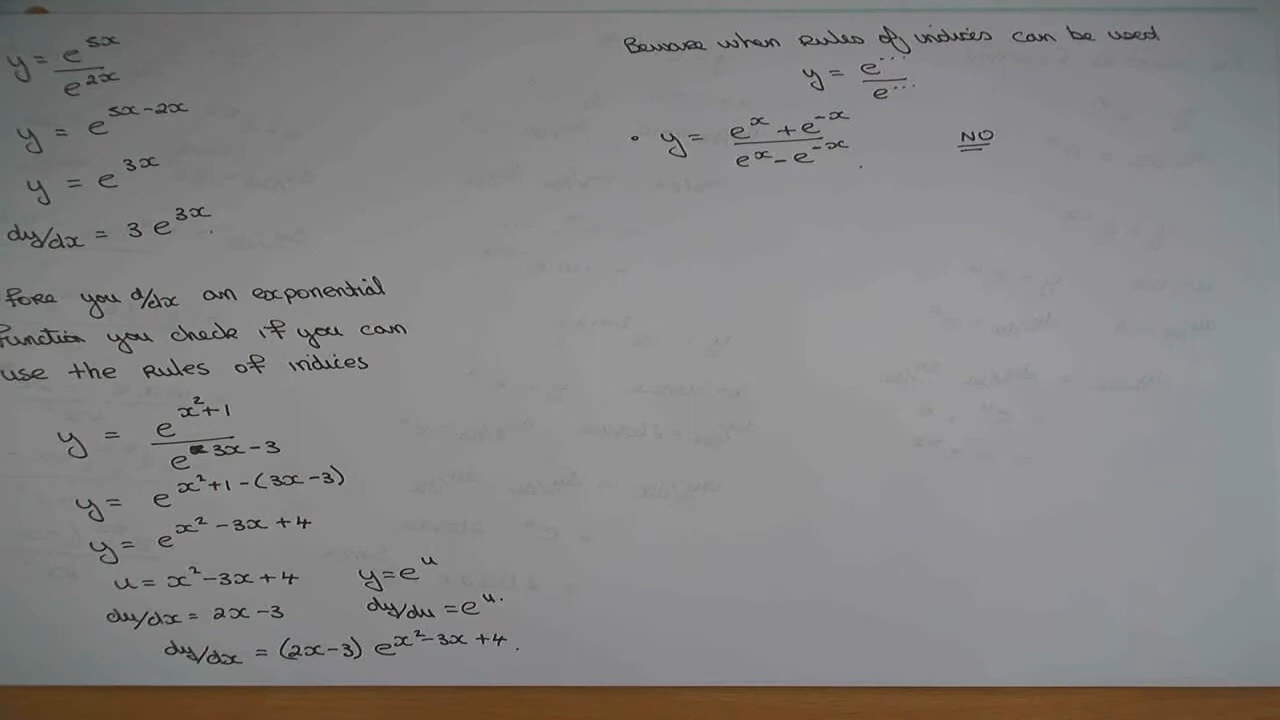 y = e^5x / e^2x
y = e^5x-2x
y = e^3x
dy/dx = 3 e^3x.
fore you d/dx an exponential
function you check if you can
use the rules of indices
y = e^x²+1 / e^3x-3
y = e^x²+1-(3x-3)
y = e^x²-3x+4
u = x²-3x+4 y = e^u
du/dx = 2x-3 dy/du = e^u.
dy/dx = (2x-3) e^x²-3x+4.
Beware when rules of indices can be used
y = e^... / e^...
• y = e^x + e^-x / e^x - e^-x . NO